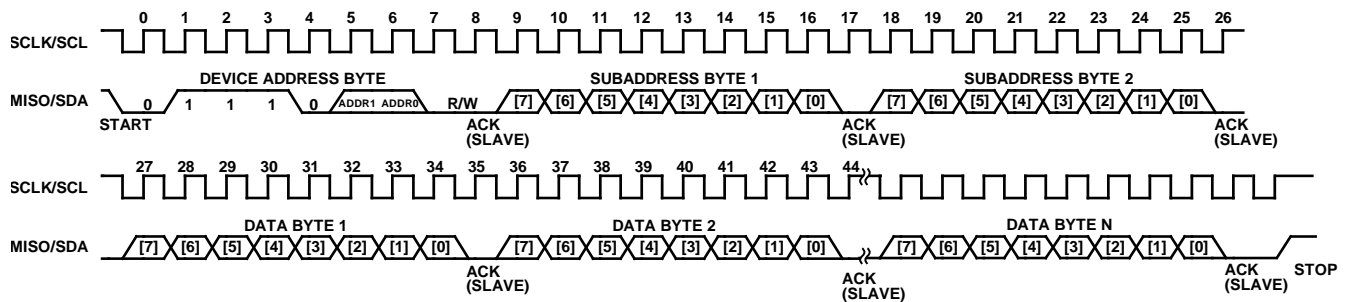 0 1 2 3 4 5 6 7 8 9 10 11 12 13 14 15 16 17 18 19 20 21 22 23 24 25 26
SCLK/SCL
DEVICE ADDRESS BYTE SUBADDRESS BYTE 1 SUBADDRESS BYTE 2
MISO/SDA 0 1 1 1 0 ADDR1 ADDR0 R/W [7] [6] [5] [4] [3] [2] [1] [0] [7] [6] [5] [4] [3] [2] [1] [0]
START ACK ACK ACK
(SLAVE) (SLAVE) (SLAVE)
27 28 29 30 31 32 33 34 35 36 37 38 39 40 41 42 43 44
SCLK/SCL
DATA BYTE 1 DATA BYTE 2 DATA BYTE N
MISO/SDA [7] [6] [5] [4] [3] [2] [1] [0] [7] [6] [5] [4] [3] [2] [1] [0] [7] [6] [5] [4] [3] [2] [1] [0]
ACK ACK ACK STOP
(SLAVE) (SLAVE) (SLAVE)